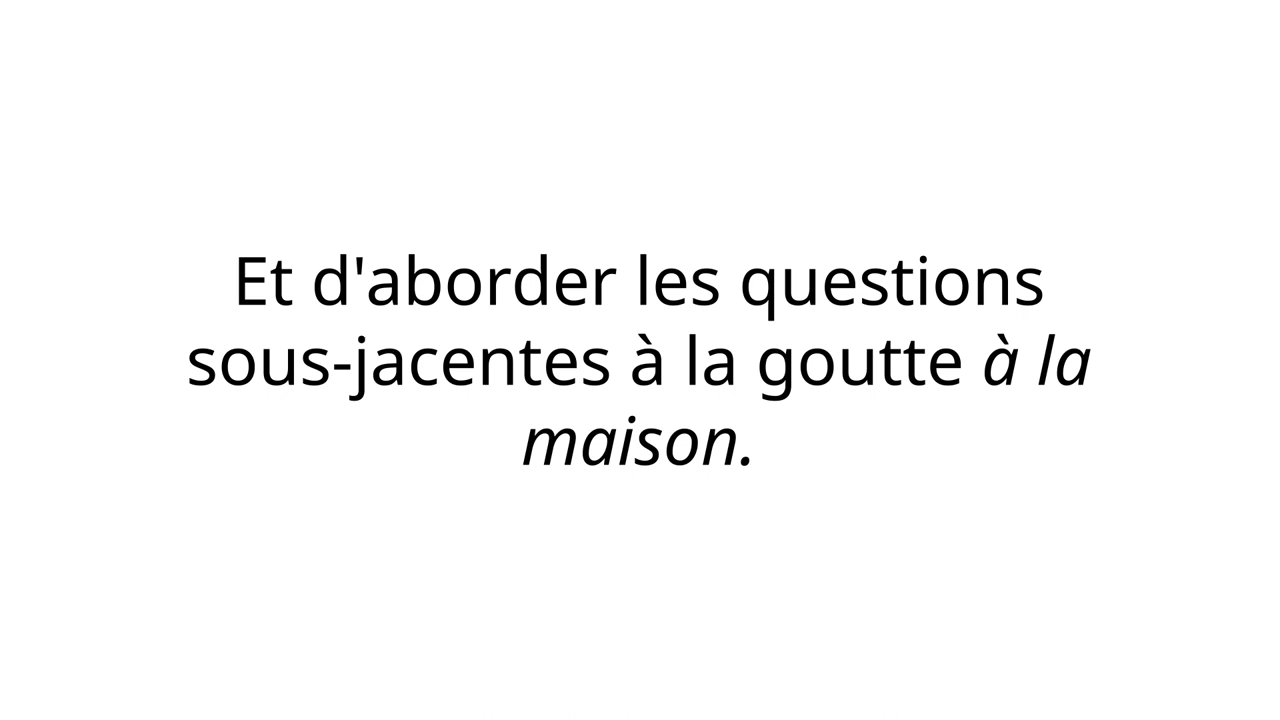 Et d'aborder les questions
sous-jacentes à la goutte à la
maison.